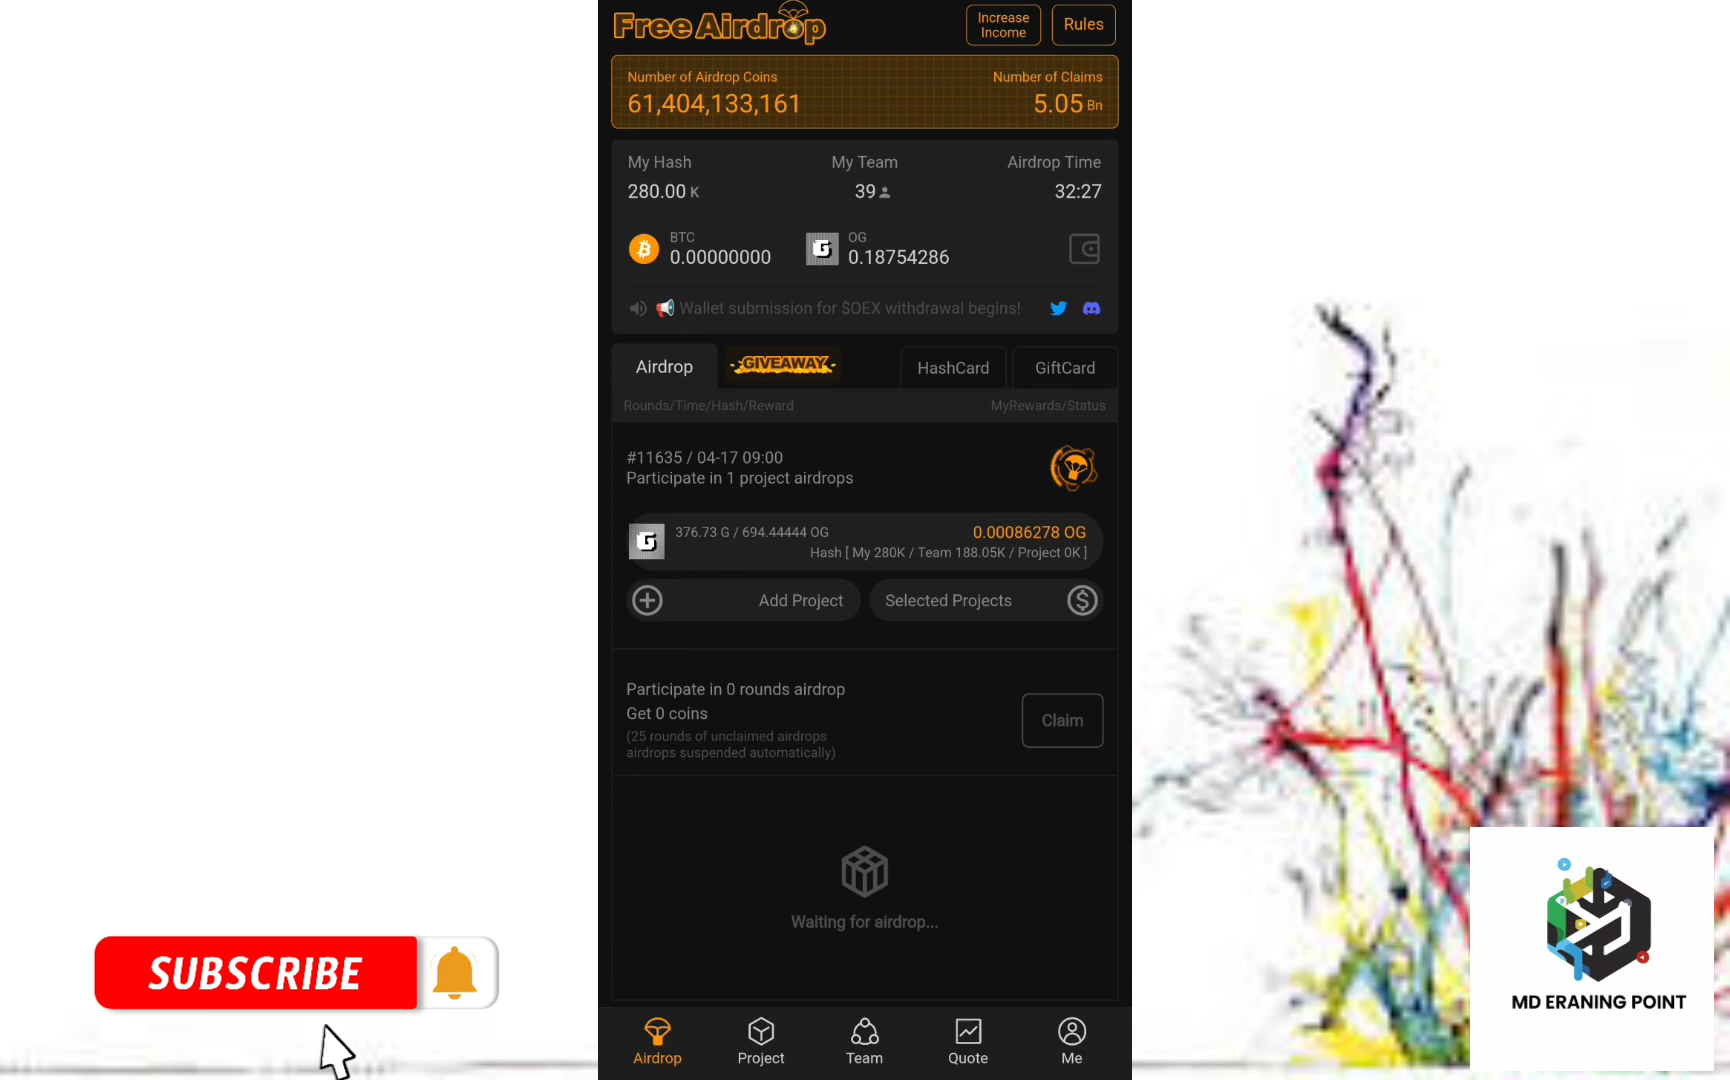 Free Airdrop
Increase
Income
Rules
Number of Airdrop Coins
Number of Claims
61,404,133,161
5.05 Bn
My Hash
My Team
Airdrop Time
280.00 K
39
32:27
BTC
0.00000000
OG
0.18754286
Wallet submission for $OEX withdrawal begins!
Airdrop
GIVEAWAY
HashCard
GiftCard
Rounds/Time/Hash/Reward
MyRewards/Status
#11635 / 04-17 09:00
Participate in 1 project airdrops
376.73 G / 694.44444 OG
0.00086278 OG
Hash [ My 280K / Team 188.05K / Project 0K ]
Add Project
Selected Projects
Participate in 0 rounds airdrop
Get 0 coins
(25 rounds of unclaimed airdrops
airdrops suspended automatically)
Claim
Waiting for airdrop...
Airdrop
Project
Team
Quote
Me
SUBSCRIBE
MD ERANING POINT